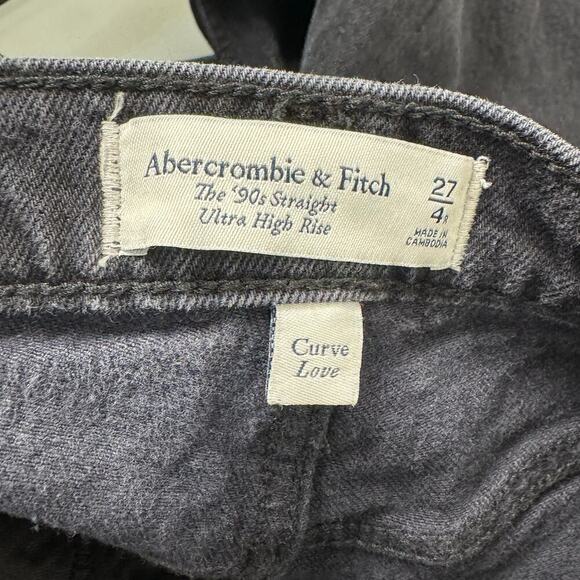 Abercrombie & Fitch
The '90s Straight
Ultra High Rise
27
4R
MADE IN
CAMBODIA
Curve
Love